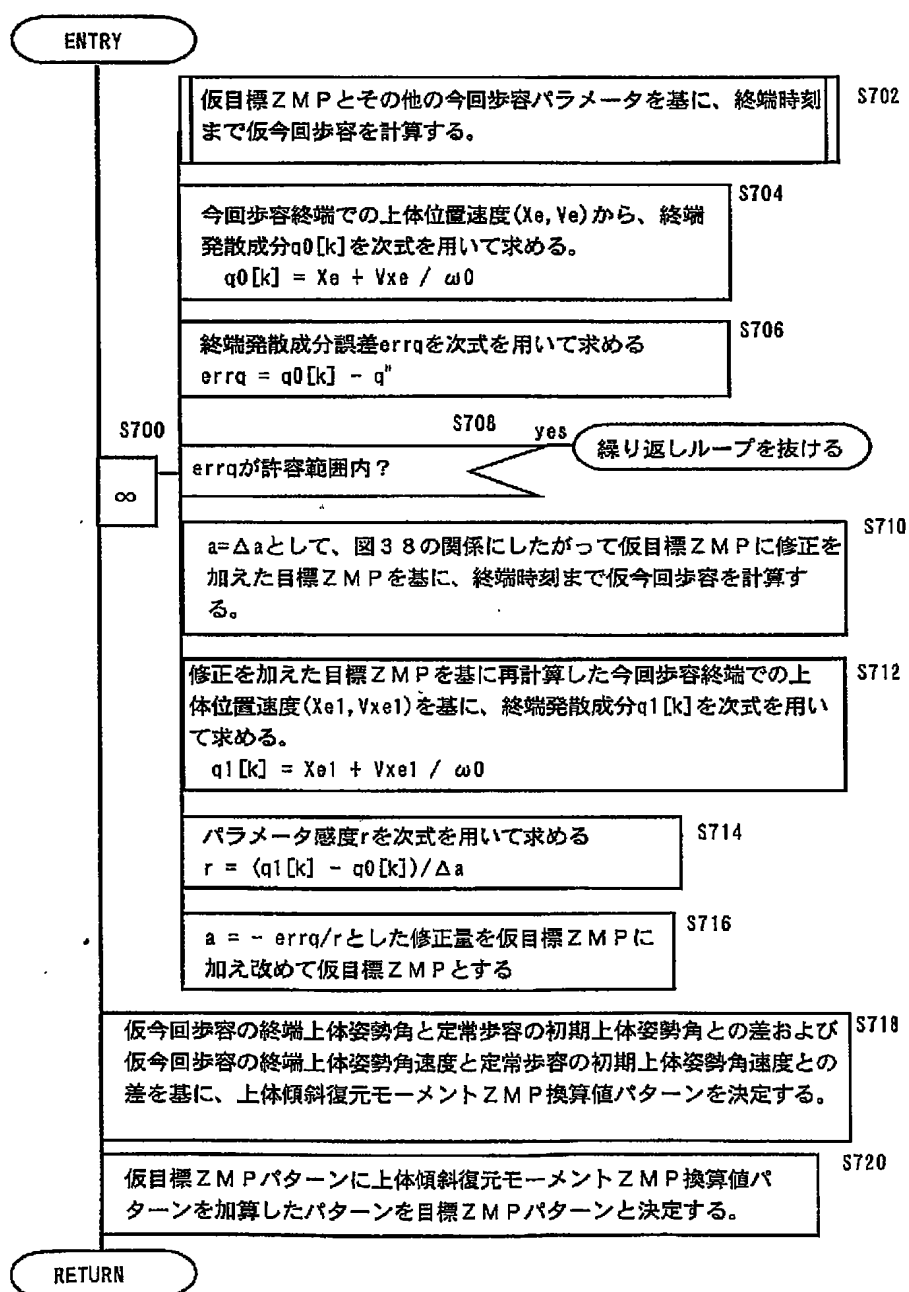 ENTRY
仮目標ZMPとその他の今回歩容パラメータを基に、終端時刻
まで仮今回歩容を計算する。
S702
S704
今回歩容終端での上体位置速度(Xe,Ve)から、終端
発散成分q0[k]を次式を用いて求める。
q0[k] = Xe + Vxe / ω0
S706
終端発散成分誤差errqを次式を用いて求める
errq = q0[k] - q"
S700
∞
S708
errqが許容範囲内?
yes
繰り返しループを抜ける
S710
a=Δaとして、図38の関係にしたがって仮目標ZMPに修正を
加えた目標ZMPを基に、終端時刻まで仮今回歩容を計算す
る。
S712
修正を加えた目標ZMPを基に再計算した今回歩容終端での上
体位置速度(Xe1,Vxe1)を基に、終端発散成分q1[k]を次式を用い
て求める。
q1[k] = Xe1 + Vxe1 / ω0
S714
パラメータ感度rを次式を用いて求める
r = (q1[k] - q0[k])/Δa
S716
a = - errq/rとした修正量を仮目標ZMPに
加え改めて仮目標ZMPとする
S718
仮今回歩容の終端上体姿勢角と定常歩容の初期上体姿勢角との差および
仮今回歩容の終端上体姿勢角速度と定常歩容の初期上体姿勢角速度との
差を基に、上体傾斜復元モーメントZMP換算値パターンを決定する。
S720
仮目標ZMPパターンに上体傾斜復元モーメントZMP換算値パ
ターンを加算したパターンを目標ZMPパターンと決定する。
RETURN